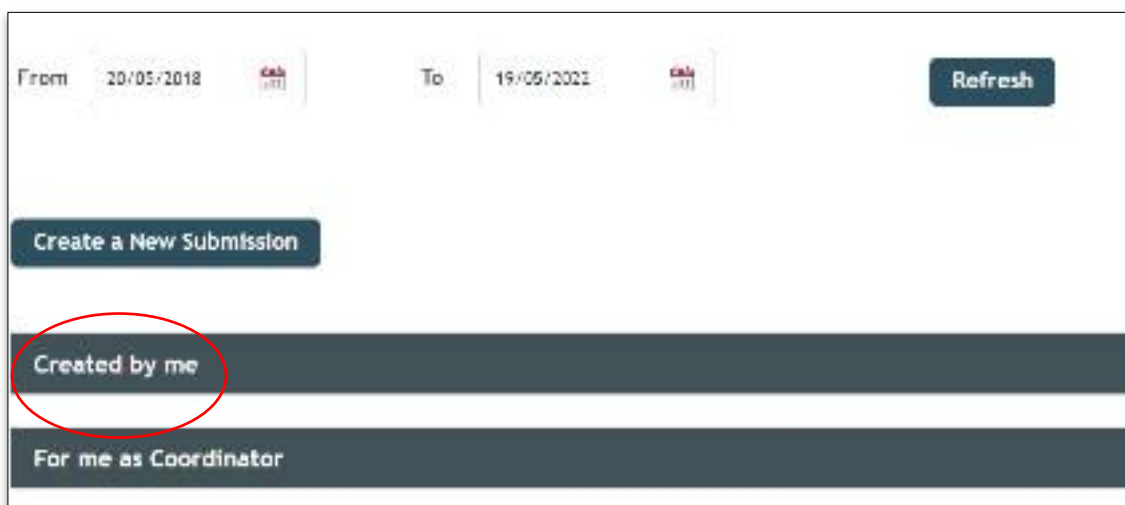 From 20/05/2018 To 19/05/2022 Refresh
Create a New Submission
Created by me
For me as Coordinator